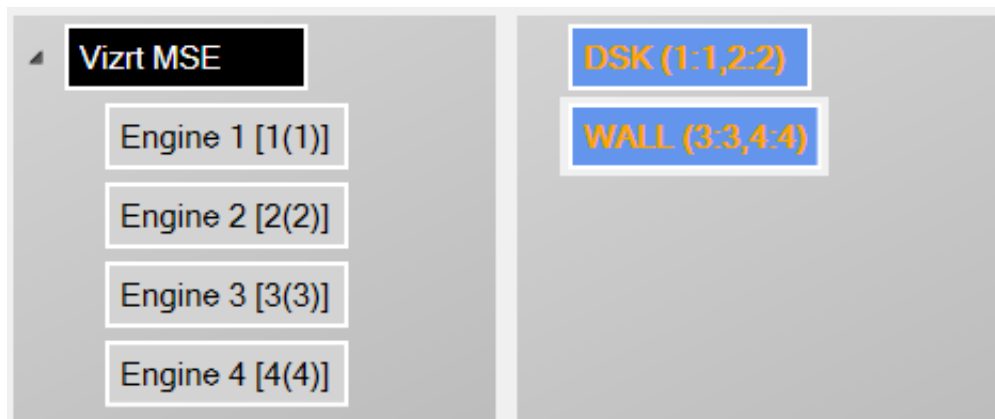 Vizrt MSE
Engine 1 [1(1)]
Engine 2 [2(2)]
Engine 3 [3(3)]
Engine 4 [4(4)]
DSK (1:1,2:2)
WALL (3:3,4:4)